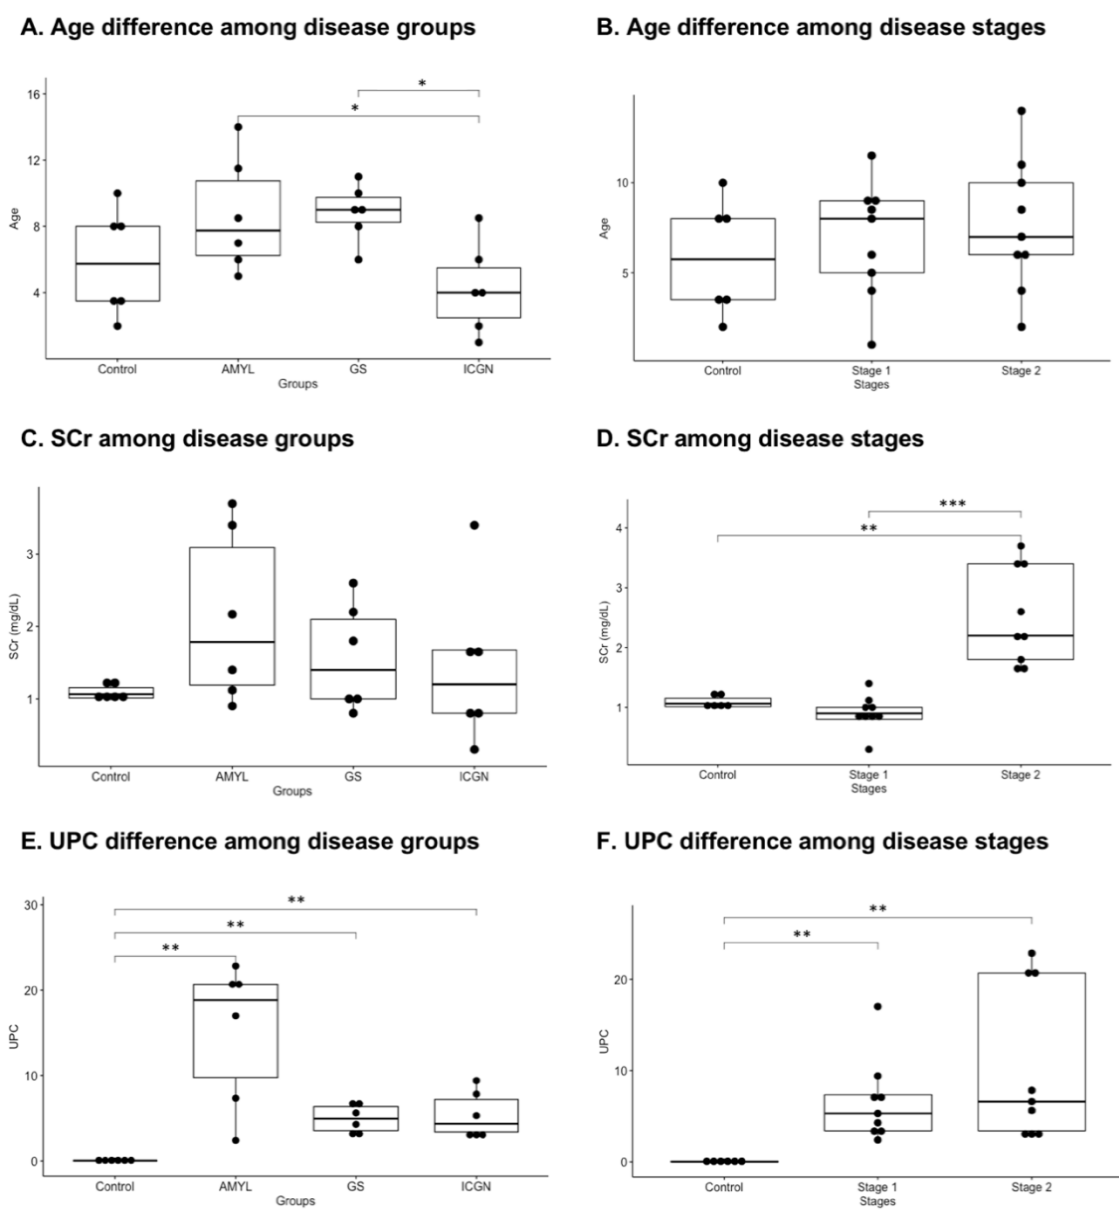 A. Age difference among disease groups
B. Age difference among disease stages
16
12
8
4
Age
*
*
Control AMYL GS ICGN
Groups
10
5
Age
Control Stage 1 Stage 2
Stages
C. SCr among disease groups
D. SCr among disease stages
3
2
1
SCr (mg/dL)
Control AMYL GS ICGN
Groups
4
3
2
1
SCr (mg/dL)
***
**
Control Stage 1 Stage 2
Stages
E. UPC difference among disease groups
F. UPC difference among disease stages
30
20
10
0
UPC
**
**
**
Control AMYL GS ICGN
Groups
20
10
0
UPC
**
**
Control Stage 1 Stage 2
Stages